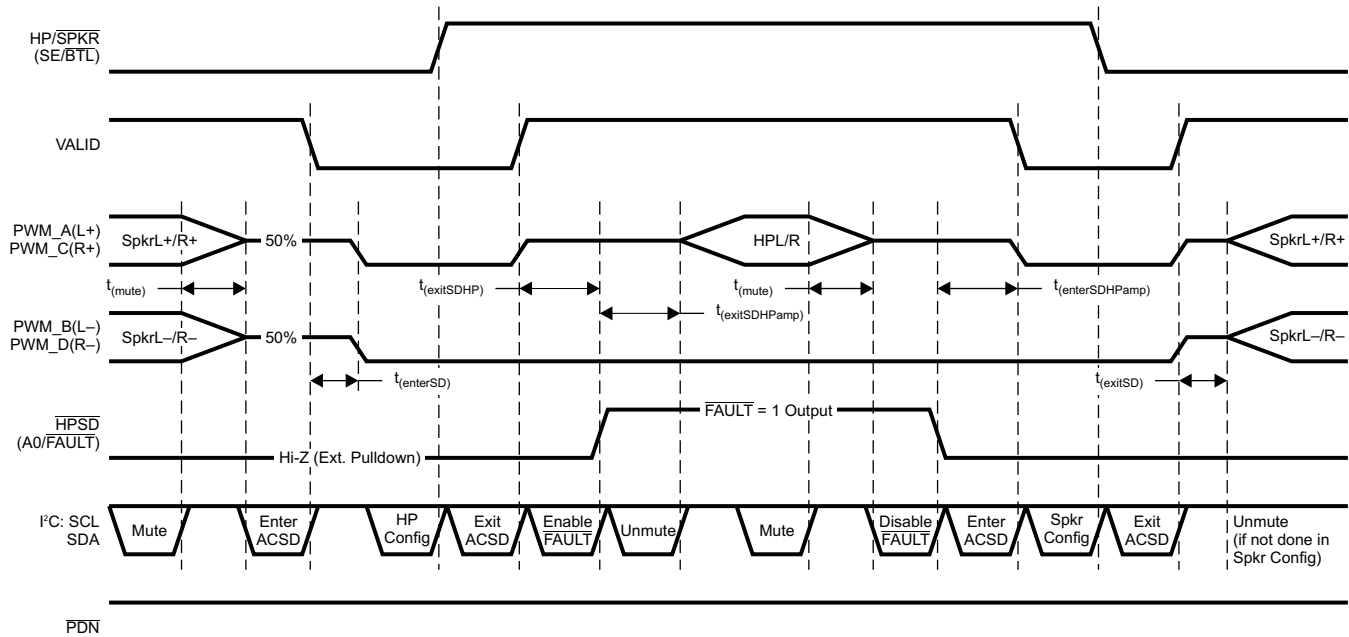 HP/SPKR
(SE/BTL)
VALID
PWM_A(L+)
PWM_C(R+)
SpkrL+/R+
50%
HPL/R
SpkrL+/R+
t(mute)
t(exitSDHP)
t(mute)
t(enterSDHPamp)
t(exitSDHPamp)
PWM_B(L–)
PWM_D(R–)
SpkrL–/R–
50%
SpkrL–/R–
t(enterSD)
t(exitSD)
HPSD
(A0/FAULT)
FAULT = 1 Output
Hi-Z (Ext. Pulldown)
I²C: SCL
SDA
Mute
Enter
ACSD
HP
Config
Exit
ACSD
Enable
FAULT
Unmute
Mute
Disable
FAULT
Enter
ACSD
Spkr
Config
Exit
ACSD
Unmute
(if not done in
Spkr Config)
PDN